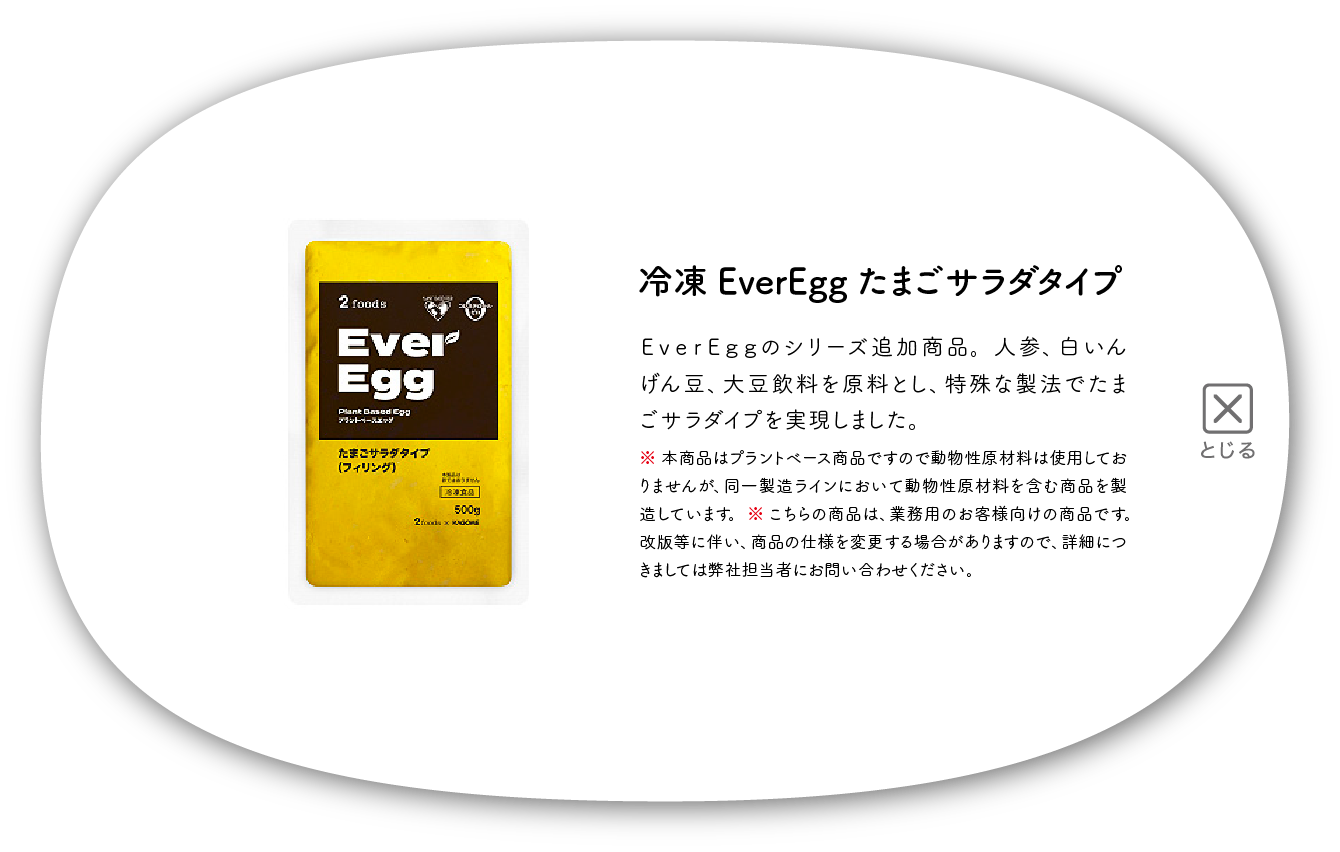 2 foods
Ever
Egg
Plant Based Egg
プラントベースエッグ
たまごサラダタイプ
(フィリング)
冷凍食品
500g
2foods × KAGOME
冷凍 EverEgg たまごサラダタイプ
EverEggのシリーズ追加商品。人参、白いん
げん豆、大豆飲料を原料とし、特殊な製法でたま
ごサラダイプを実現しました。
※ 本商品はプラントベース商品ですので動物性原材料は使用してお
りませんが、同一製造ラインにおいて動物性原材料を含む商品を製
造しています。 ※ こちらの商品は、業務用のお客様向けの商品です。
改版等に伴い、商品の仕様を変更する場合がありますので、詳細につ
きましては弊社担当者にお問い合わせください。
とじる